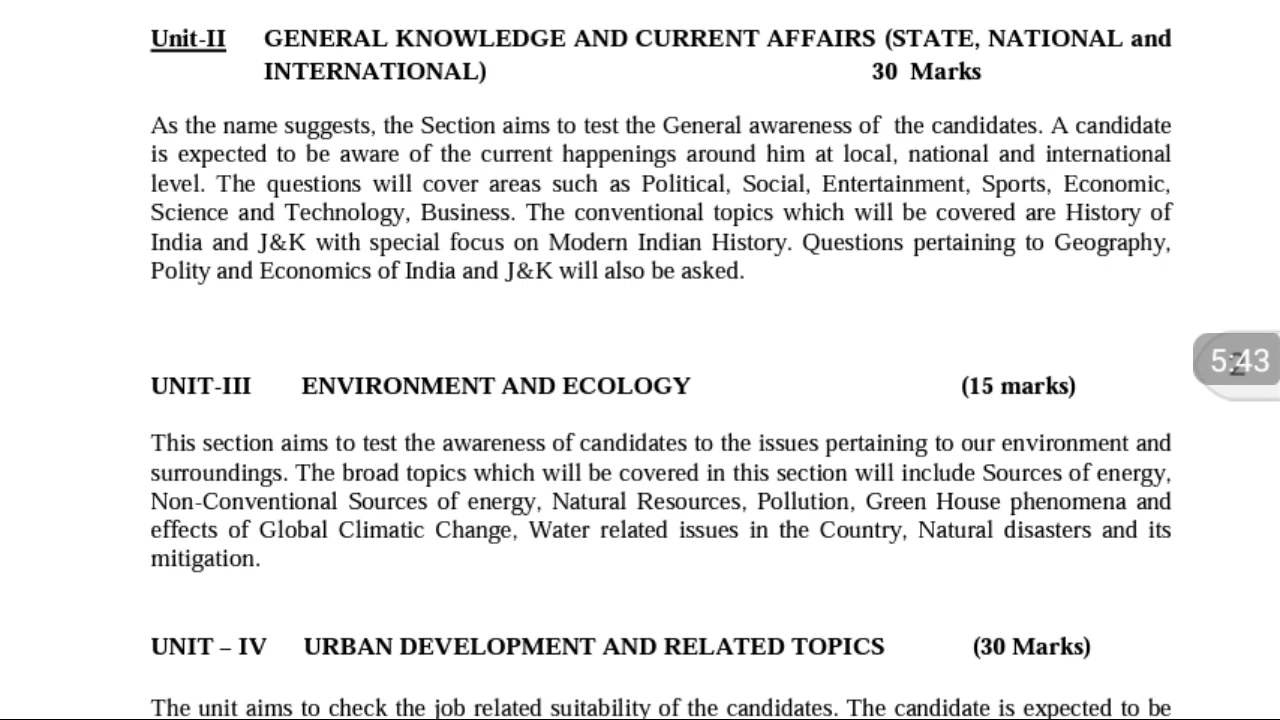 Unit-II GENERAL KNOWLEDGE AND CURRENT AFFAIRS (STATE, NATIONAL and
INTERNATIONAL) 30 Marks
As the name suggests, the Section aims to test the General awareness of the candidates. A candidate
is expected to be aware of the current happenings around him at local, national and international
level. The questions will cover areas such as Political, Social, Entertainment, Sports, Economic,
Science and Technology, Business. The conventional topics which will be covered are History of
India and J&K with special focus on Modern Indian History. Questions pertaining to Geography,
Polity and Economics of India and J&K will also be asked.
5:43
UNIT-III ENVIRONMENT AND ECOLOGY (15 marks)
This section aims to test the awareness of candidates to the issues pertaining to our environment and
surroundings. The broad topics which will be covered in this section will include Sources of energy,
Non-Conventional Sources of energy, Natural Resources, Pollution, Green House phenomena and
effects of Global Climatic Change, Water related issues in the Country, Natural disasters and its
mitigation.
UNIT – IV URBAN DEVELOPMENT AND RELATED TOPICS (30 Marks)
The unit aims to check the job related suitability of the candidates. The candidate is expected to be